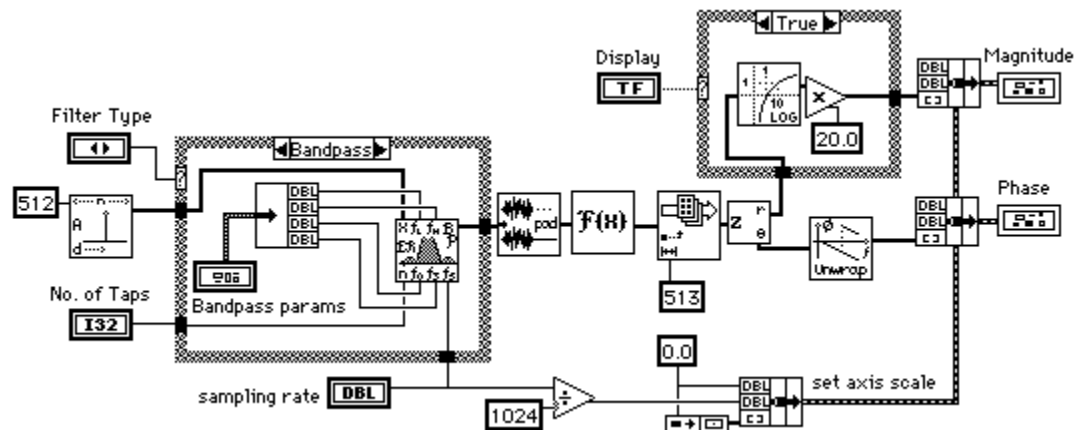 True
Display
TF
1
10
LOG
x
20.0
DBL
DBL
Magnitude
Filter Type
Bandpass
512
n
A
d
DBL
DBL
DBL
DBL
pad
F(x)
z
r
θ
Ø
Unwrap
DBL
DBL
Phase
513
No. of Taps
I32
Bandpass params
0.0
sampling rate
DBL
1024
÷
DBL
DBL
set axis scale